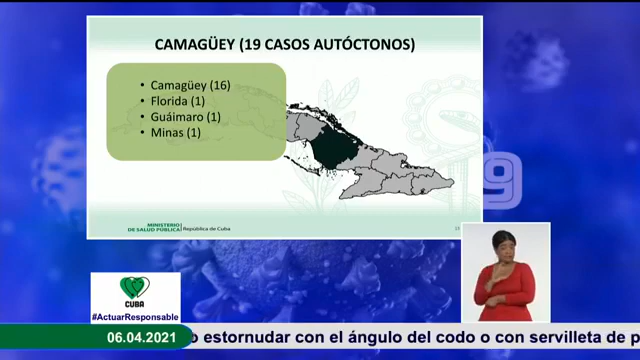 CAMAGÜEY (19 CASOS AUTÓCTONOS)
• Camagüey (16)
• Florida (1)
• Guáimaro (1)
• Minas (1)
MINISTERIO
DE SALUD PÚBLICA
República de Cuba
9
CUBA
#ActuarResponsable
06.04.2021
o estornudar con el ángulo del codo o con servilleta de p